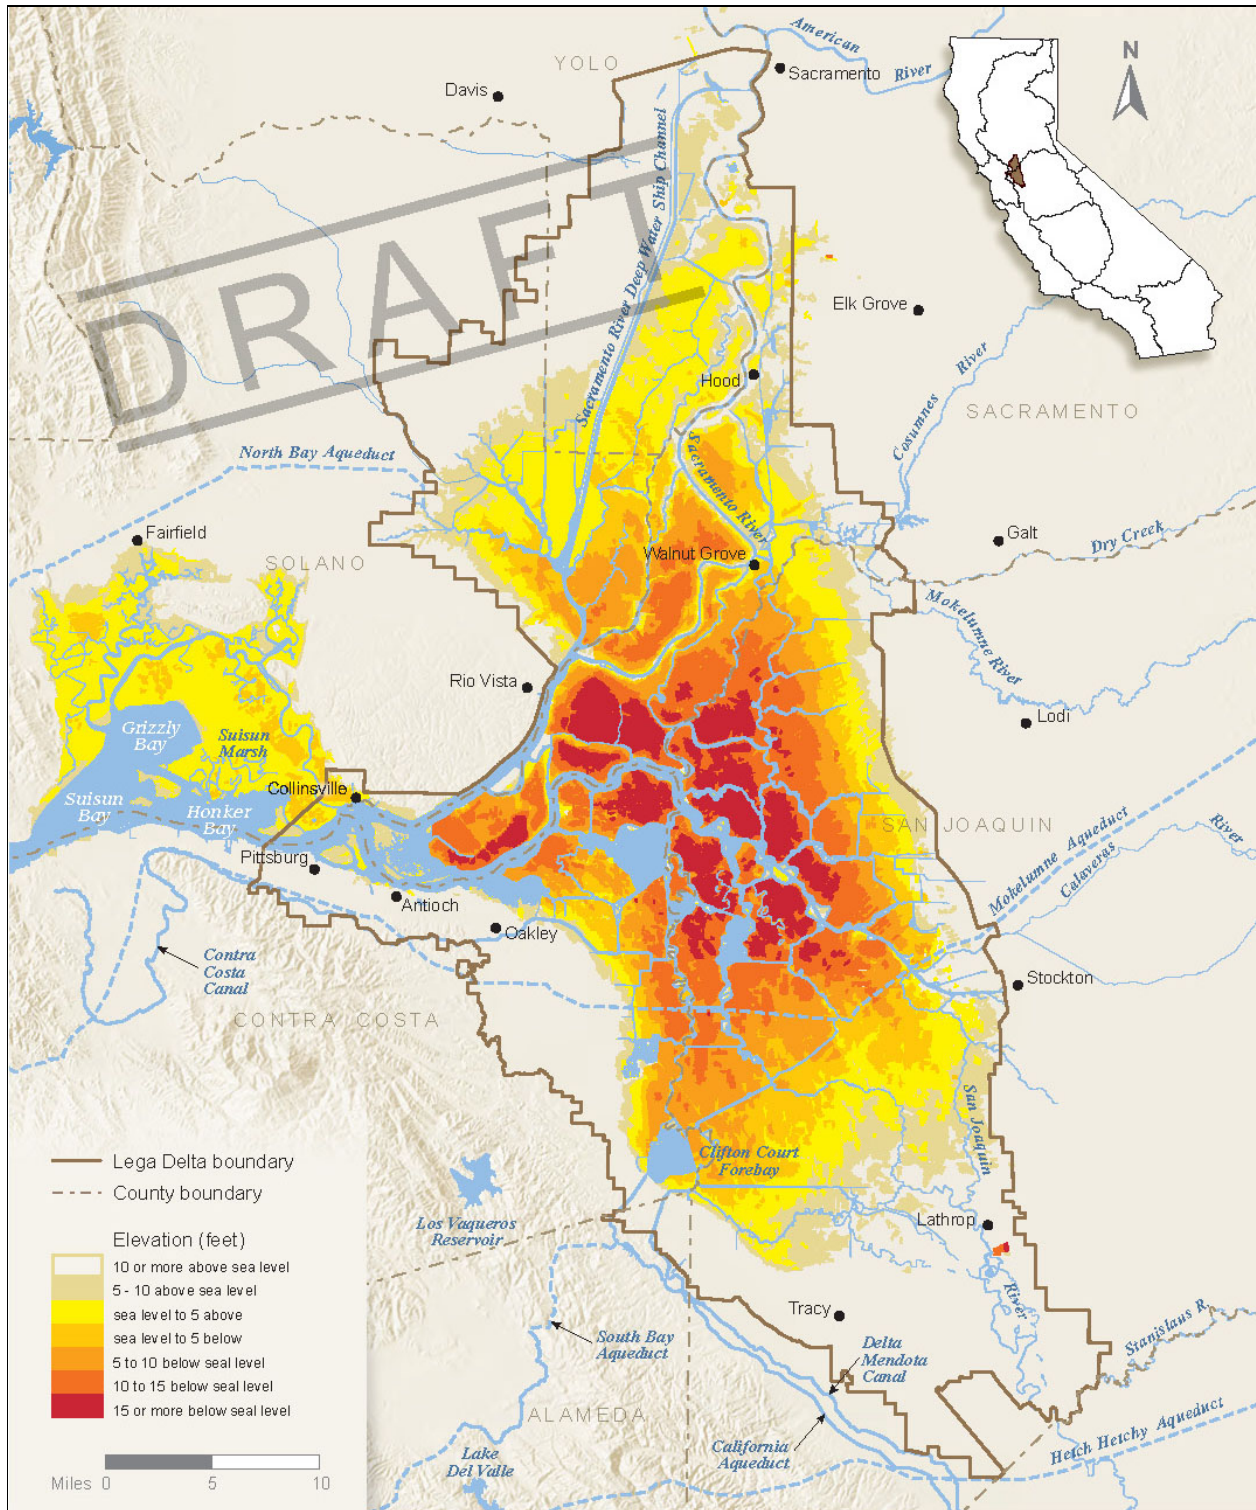 YOLO
American
River
N
Davis
Sacramento
DRAFT
Sacramento River Deep Water Ship Channel
Elk Grove
Hood
Cosumnes
River
SACRAMENTO
North Bay Aqueduct
Sacramento River
Fairfield
SOLANO
Walnut Grove
Galt
Dry Creek
Mokelumne River
Rio Vista
Lodi
Grizzly
Bay
Suisun
Marsh
Suisun
Bay
Honker
Bay
Collinsville
SAN JOAQUIN
Mokelumne Aqueduct
Calaveras
River
Pittsburg
Antioch
Oakley
Contra
Costa
Canal
Stockton
CONTRA COSTA
San Joaquin
River
Clifton Court
Forebay
Lathrop
Los Vaqueros
Reservoir
Lega Delta boundary
County boundary
Elevation (feet)
10 or more above sea level
5 - 10 above sea level
sea level to 5 above
sea level to 5 below
5 to 10 below seal level
10 to 15 below seal level
15 or more below seal level
Miles 0 5 10
Tracy
Stanislaus R.
South Bay
Aqueduct
Delta
Mendota
Canal
ALAMEDA
California
Aqueduct
Hetch Hetchy Aqueduct
Lake
Del Valle